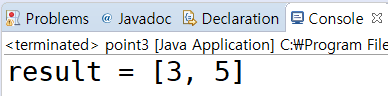 Problems @ Javadoc Declaration Console
<terminated> point3 [Java Application] C:₩Program File
result = [3, 5]